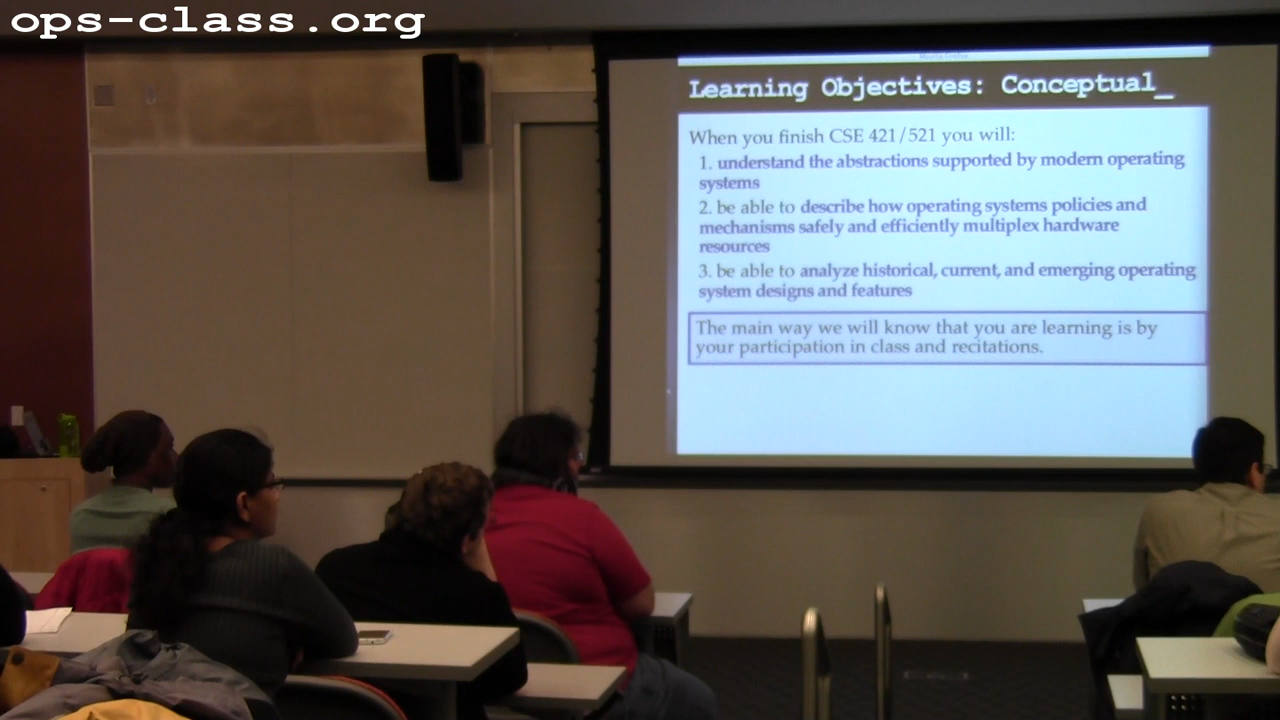 ops-class.org
Learning Objectives: Conceptual_
When you finish CSE 421/521 you will:
1. understand the abstractions supported by modern operating
systems
2. be able to describe how operating systems policies and
mechanisms safely and efficiently multiplex hardware
resources
3. be able to analyze historical, current, and emerging operating
system designs and features
The main way we will know that you are learning is by
your participation in class and recitations.